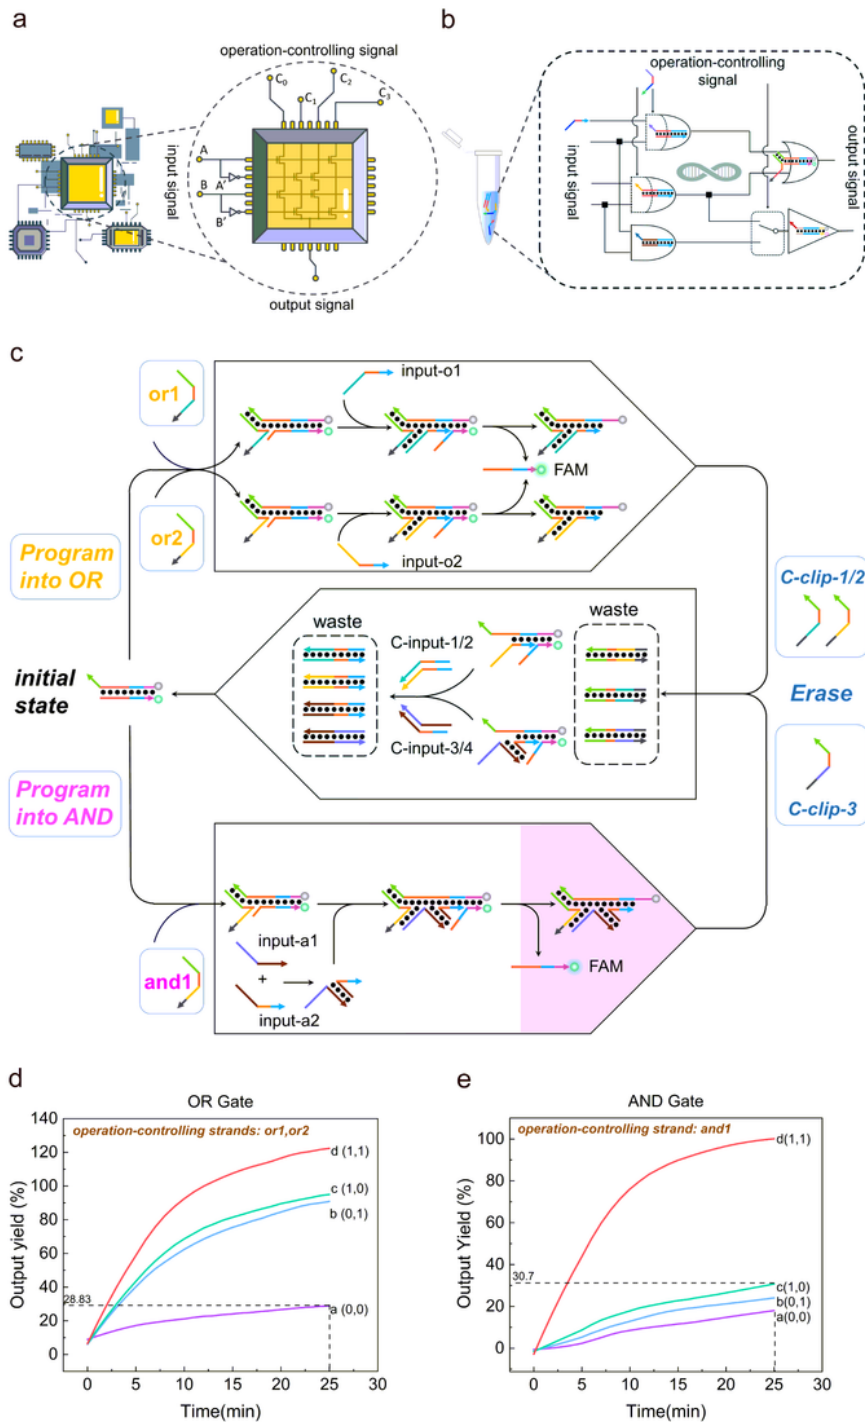 a
operation-controlling signal
C0
C1
C2
C3
input signal
A
A'
B
B'
output signal
b
operation-controlling
signal
input signal
output signal
c
or1
or2
input-o1
FAM
input-o2
Program
into OR
C-clip-1/2
waste
C-input-1/2
waste
initial
state
C-input-3/4
Erase
Program
into AND
C-clip-3
and1
input-a1
+
input-a2
FAM
d
OR Gate
operation-controlling strands: or1,or2
Output yield (%)
140
120
100
80
60
40
20
0
28.83
d (1,1)
c (1,0)
b (0,1)
a (0,0)
0 5 10 15 20 25 30
Time(min)
e
AND Gate
operation-controlling strand: and1
Output Yield (%)
100
80
60
40
20
0
30.7
d(1,1)
c(1,0)
b(0,1)
a(0,0)
0 5 10 15 20 25 30
Time(min)